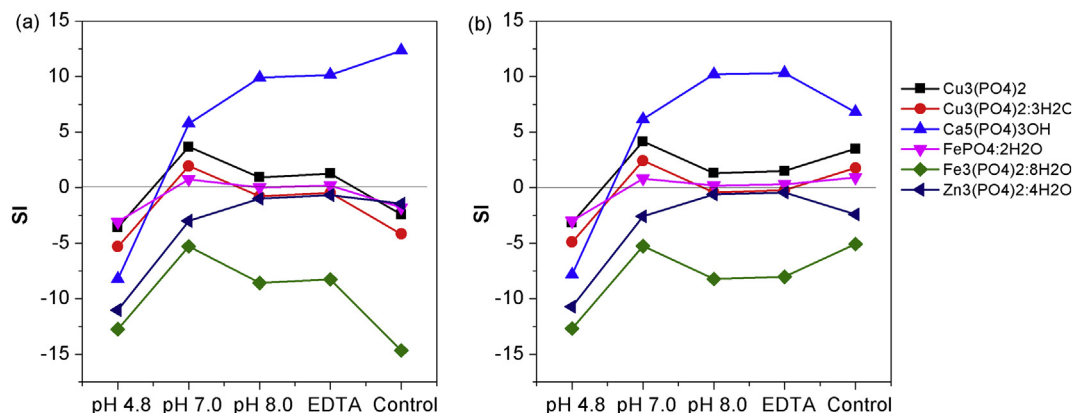 (a)
15
10
5
0
-5
-10
-15
SI
pH 4.8 pH 7.0 pH 8.0 EDTA Control
(b)
15
10
5
0
-5
-10
-15
SI
pH 4.8 pH 7.0 pH 8.0 EDTA Control
Cu3(PO4)2
Cu3(PO4)2:3H2O
Ca5(PO4)3OH
FePO4:2H2O
Fe3(PO4)2:8H2O
Zn3(PO4)2:4H2O